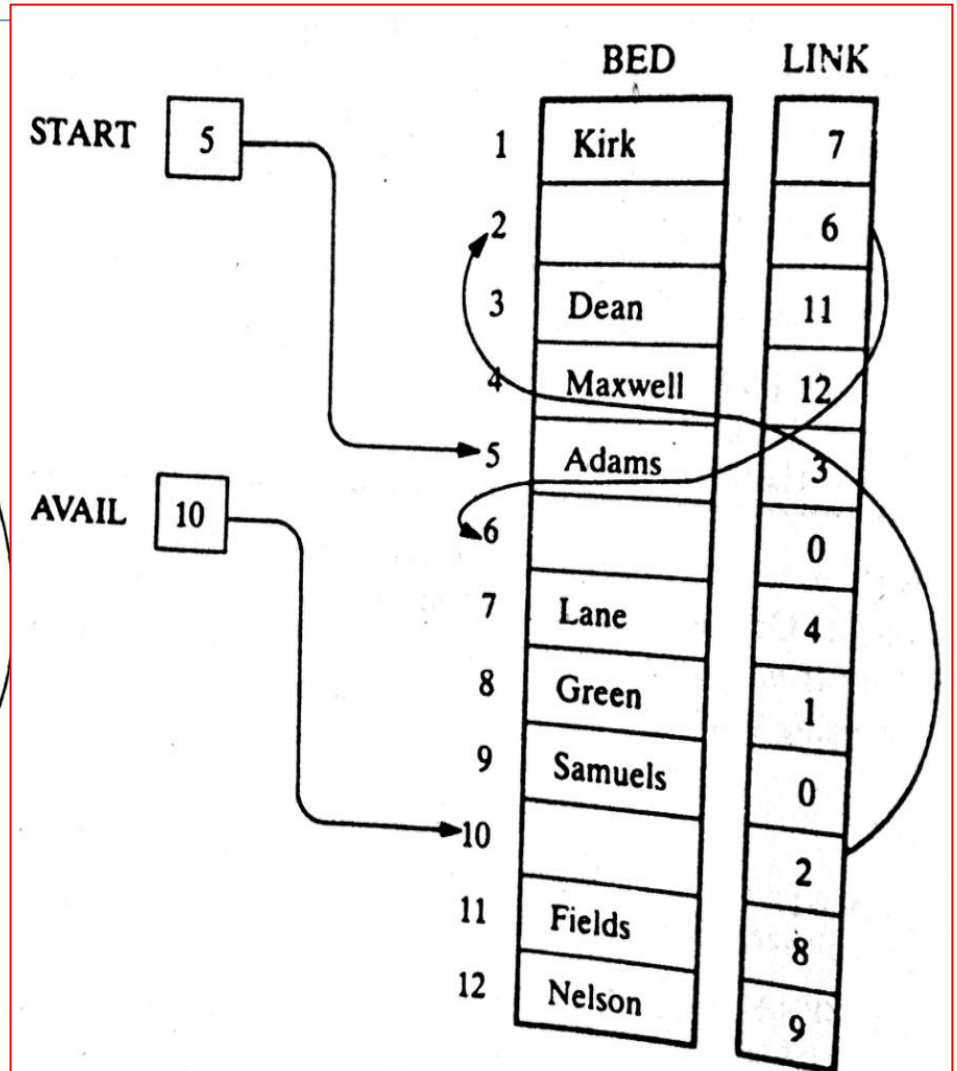 BED LINK
START 5
1 Kirk 7
2 6
3 Dean 11
4 Maxwell 12
5 Adams 3
AVAIL 10
6 0
7 Lane 4
8 Green 1
9 Samuels 0
10 2
11 Fields 8
12 Nelson 9